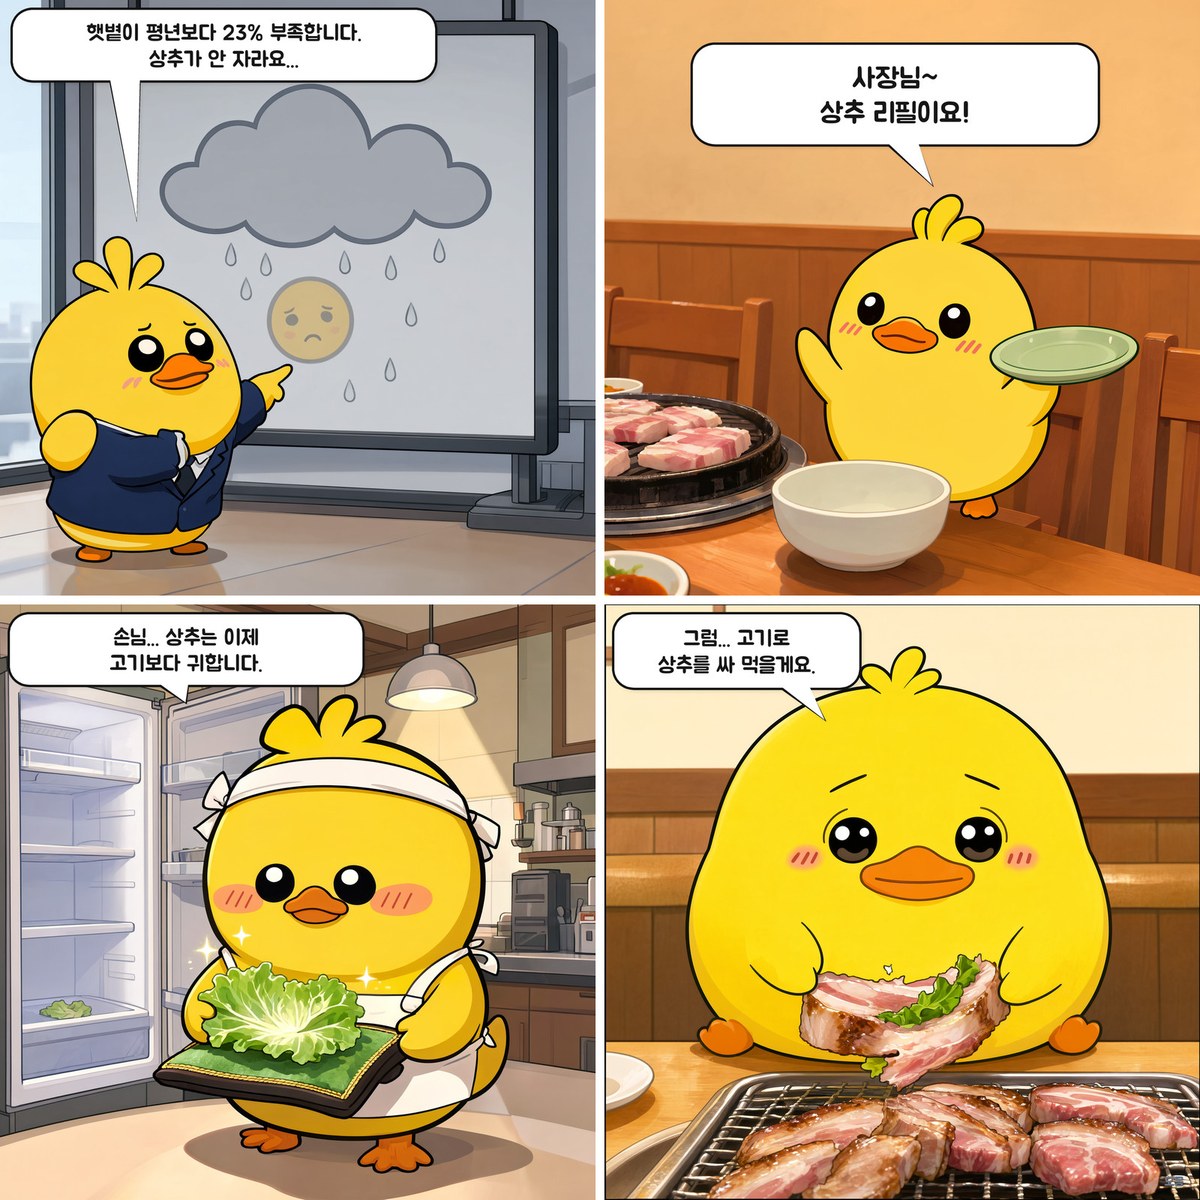 햇볕이 평년보다 23% 부족합니다.
상추가 안 자라요...
사장님~
상추 리필이요!
손님... 상추는 이제
고기보다 귀합니다.
그럼... 고기로
상추를 싸 먹을게요.